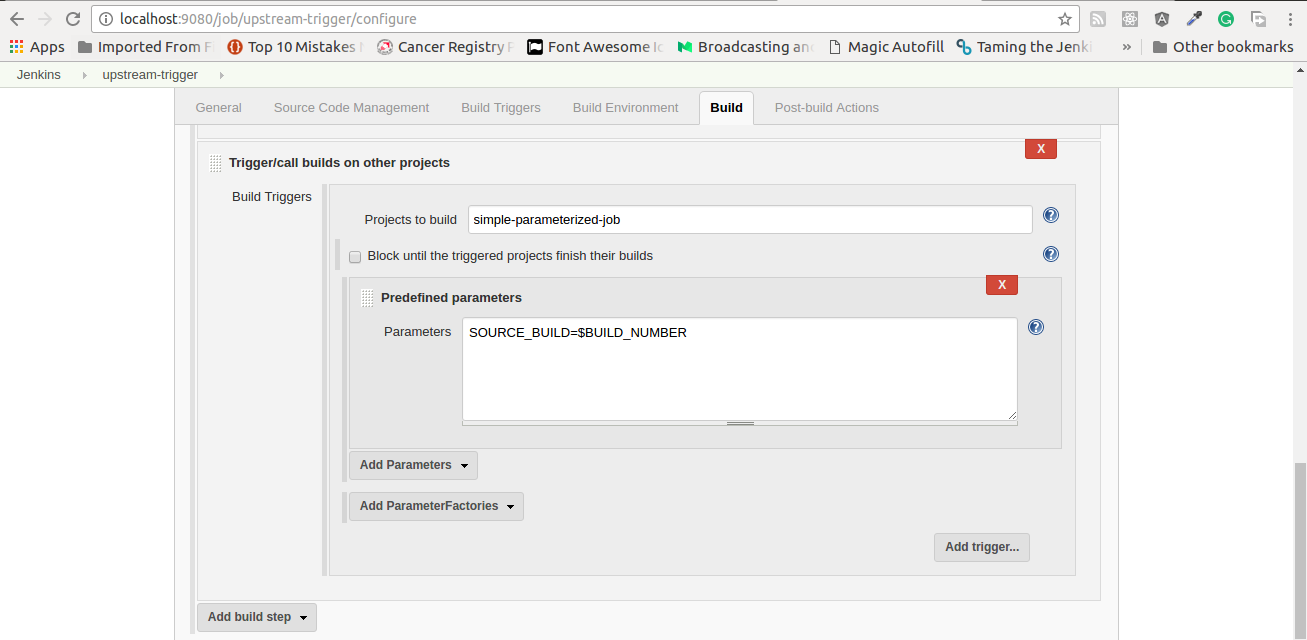 localhost:9080/job/upstream-trigger/configure
Apps Imported From F Top 10 Mistakes Cancer Registry Font Awesome Ic Broadcasting an Magic Autofill Taming the Jenki » Other bookmarks
Jenkins upstream-trigger
General Source Code Management Build Triggers Build Environment Build Post-build Actions
X
Trigger/call builds on other projects
Build Triggers
Projects to build simple-parameterized-job ?
Block until the triggered projects finish their builds ?
X
Predefined parameters
Parameters SOURCE_BUILD=$BUILD_NUMBER ?
Add Parameters
Add ParameterFactories
Add trigger...
Add build step